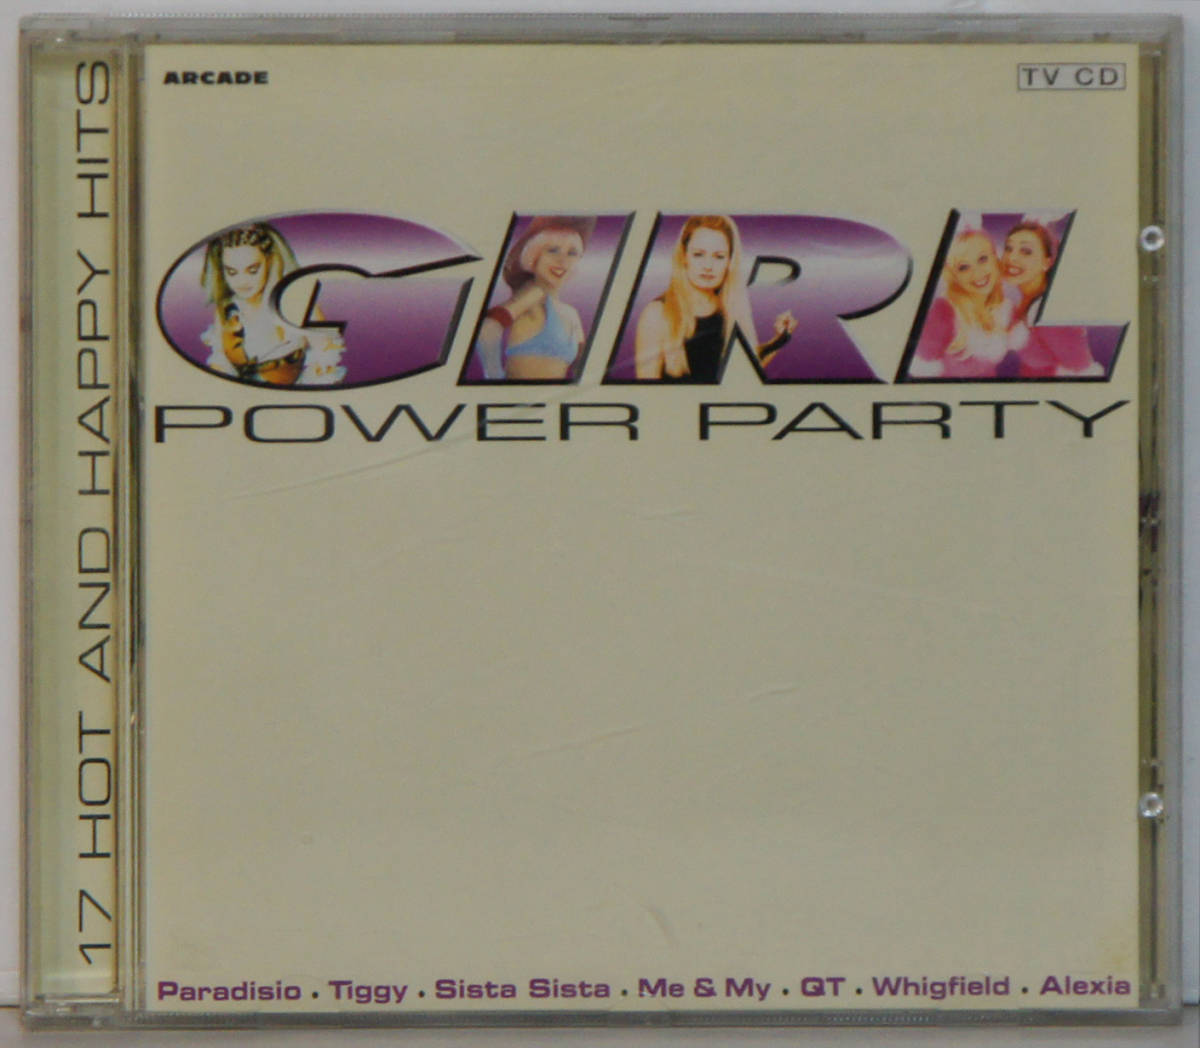 ARCADE
TV CD
GIRL
POWER PARTY
17 HOT AND HAPPY HITS
Paradisio . Tiggy . Sista Sista . Me & My . QT . Whigfield . Alexia